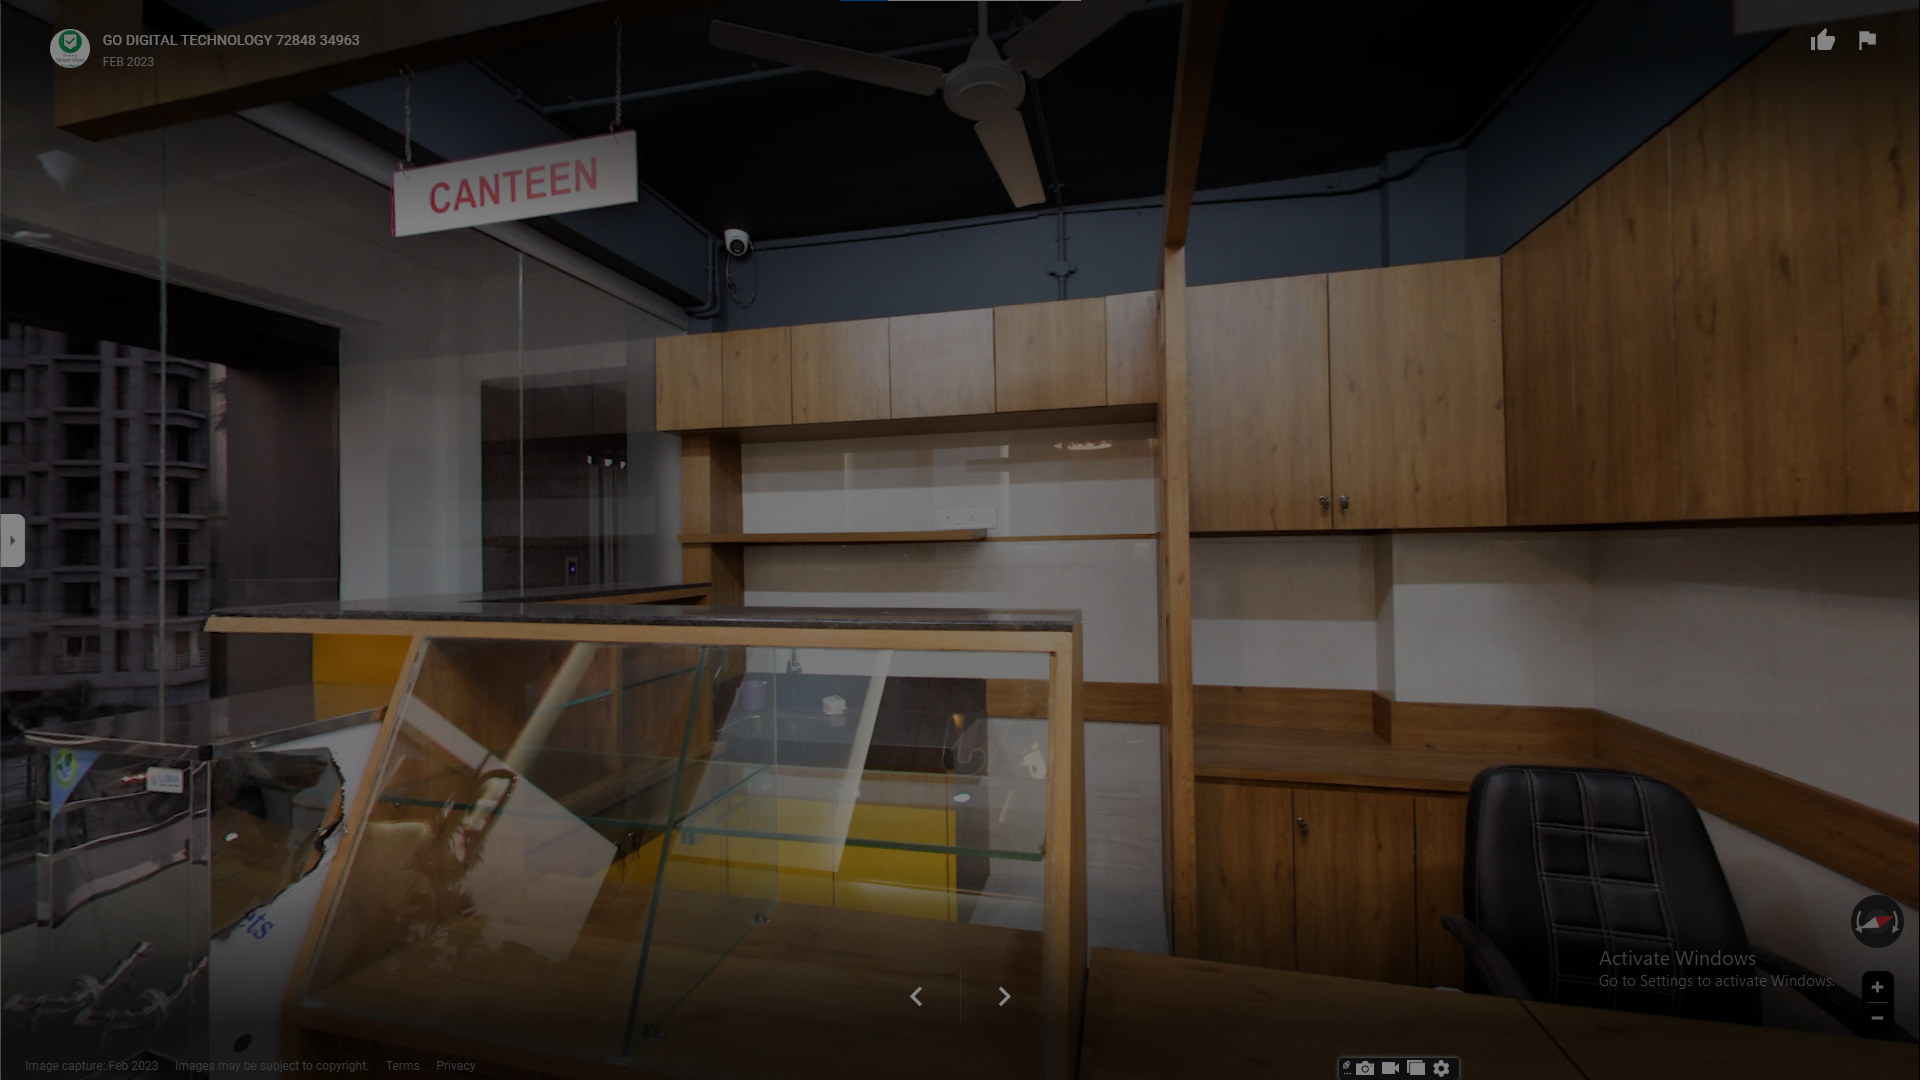 GO DIGITAL TECHNOLOGY 72848 34963
FEB 2023
CANTEEN
ets
Activate Windows
Go to Settings to activate Windows.
Image capture: Feb 2023 Images may be subject to copyright. Terms Privacy